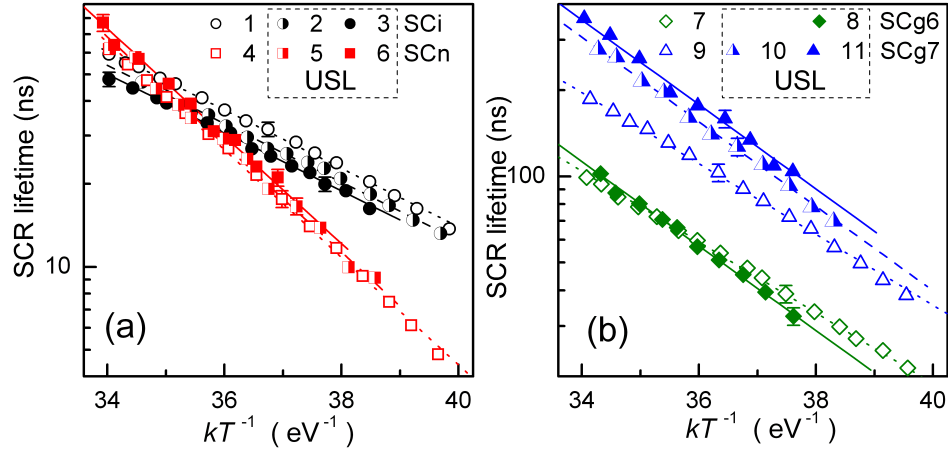 1 2 3 SCi
4 5 6 SCn
USL
SCR lifetime (ns)
10
(a)
34 36 38 40
kT⁻¹ ( eV⁻¹)
7 8 SCg6
9 10 11 SCg7
USL
SCR lifetime (ns)
100
(b)
34 36 38 40
kT⁻¹ ( eV⁻¹)